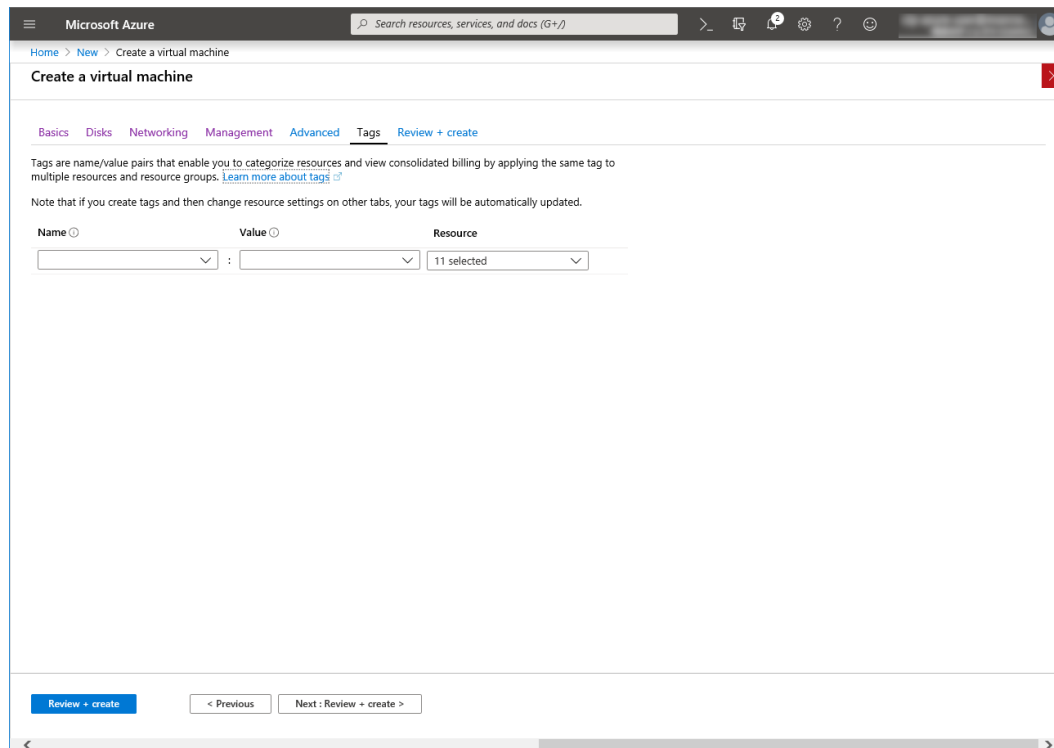 Microsoft Azure
Search resources, services, and docs (G+/)
2
Home > New > Create a virtual machine
Create a virtual machine
Basics Disks Networking Management Advanced Tags Review + create
Tags are name/value pairs that enable you to categorize resources and view consolidated billing by applying the same tag to
multiple resources and resource groups. Learn more about tags
Note that if you create tags and then change resource settings on other tabs, your tags will be automatically updated.
Name Value Resource
: 11 selected
Review + create < Previous Next : Review + create >